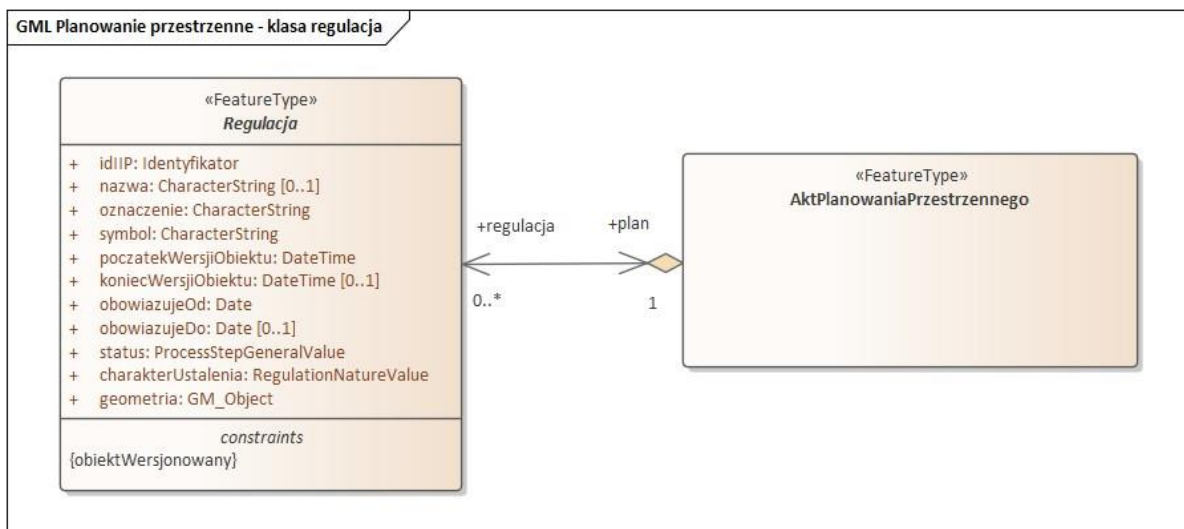 GML Planowanie przestrzenne - klasa regulacja
«FeatureType»
Regulacja
+ idIIP: Identyfikator
+ nazwa: CharacterString [0..1]
+ oznaczenie: CharacterString
+ symbol: CharacterString
+ poczatekWersjiObiektu: DateTime
+ koniecWersjiObiektu: DateTime [0..1]
+ obowiazujeOd: Date
+ obowiazujeDo: Date [0..1]
+ status: ProcessStepGeneralValue
+ charakterUstalenia: RegulationNatureValue
+ geometria: GM_Object
constraints
{obiektWersjonowany}
+regulacja
+plan
0..*
1
«FeatureType»
AktPlanowaniaPrzestrzennego